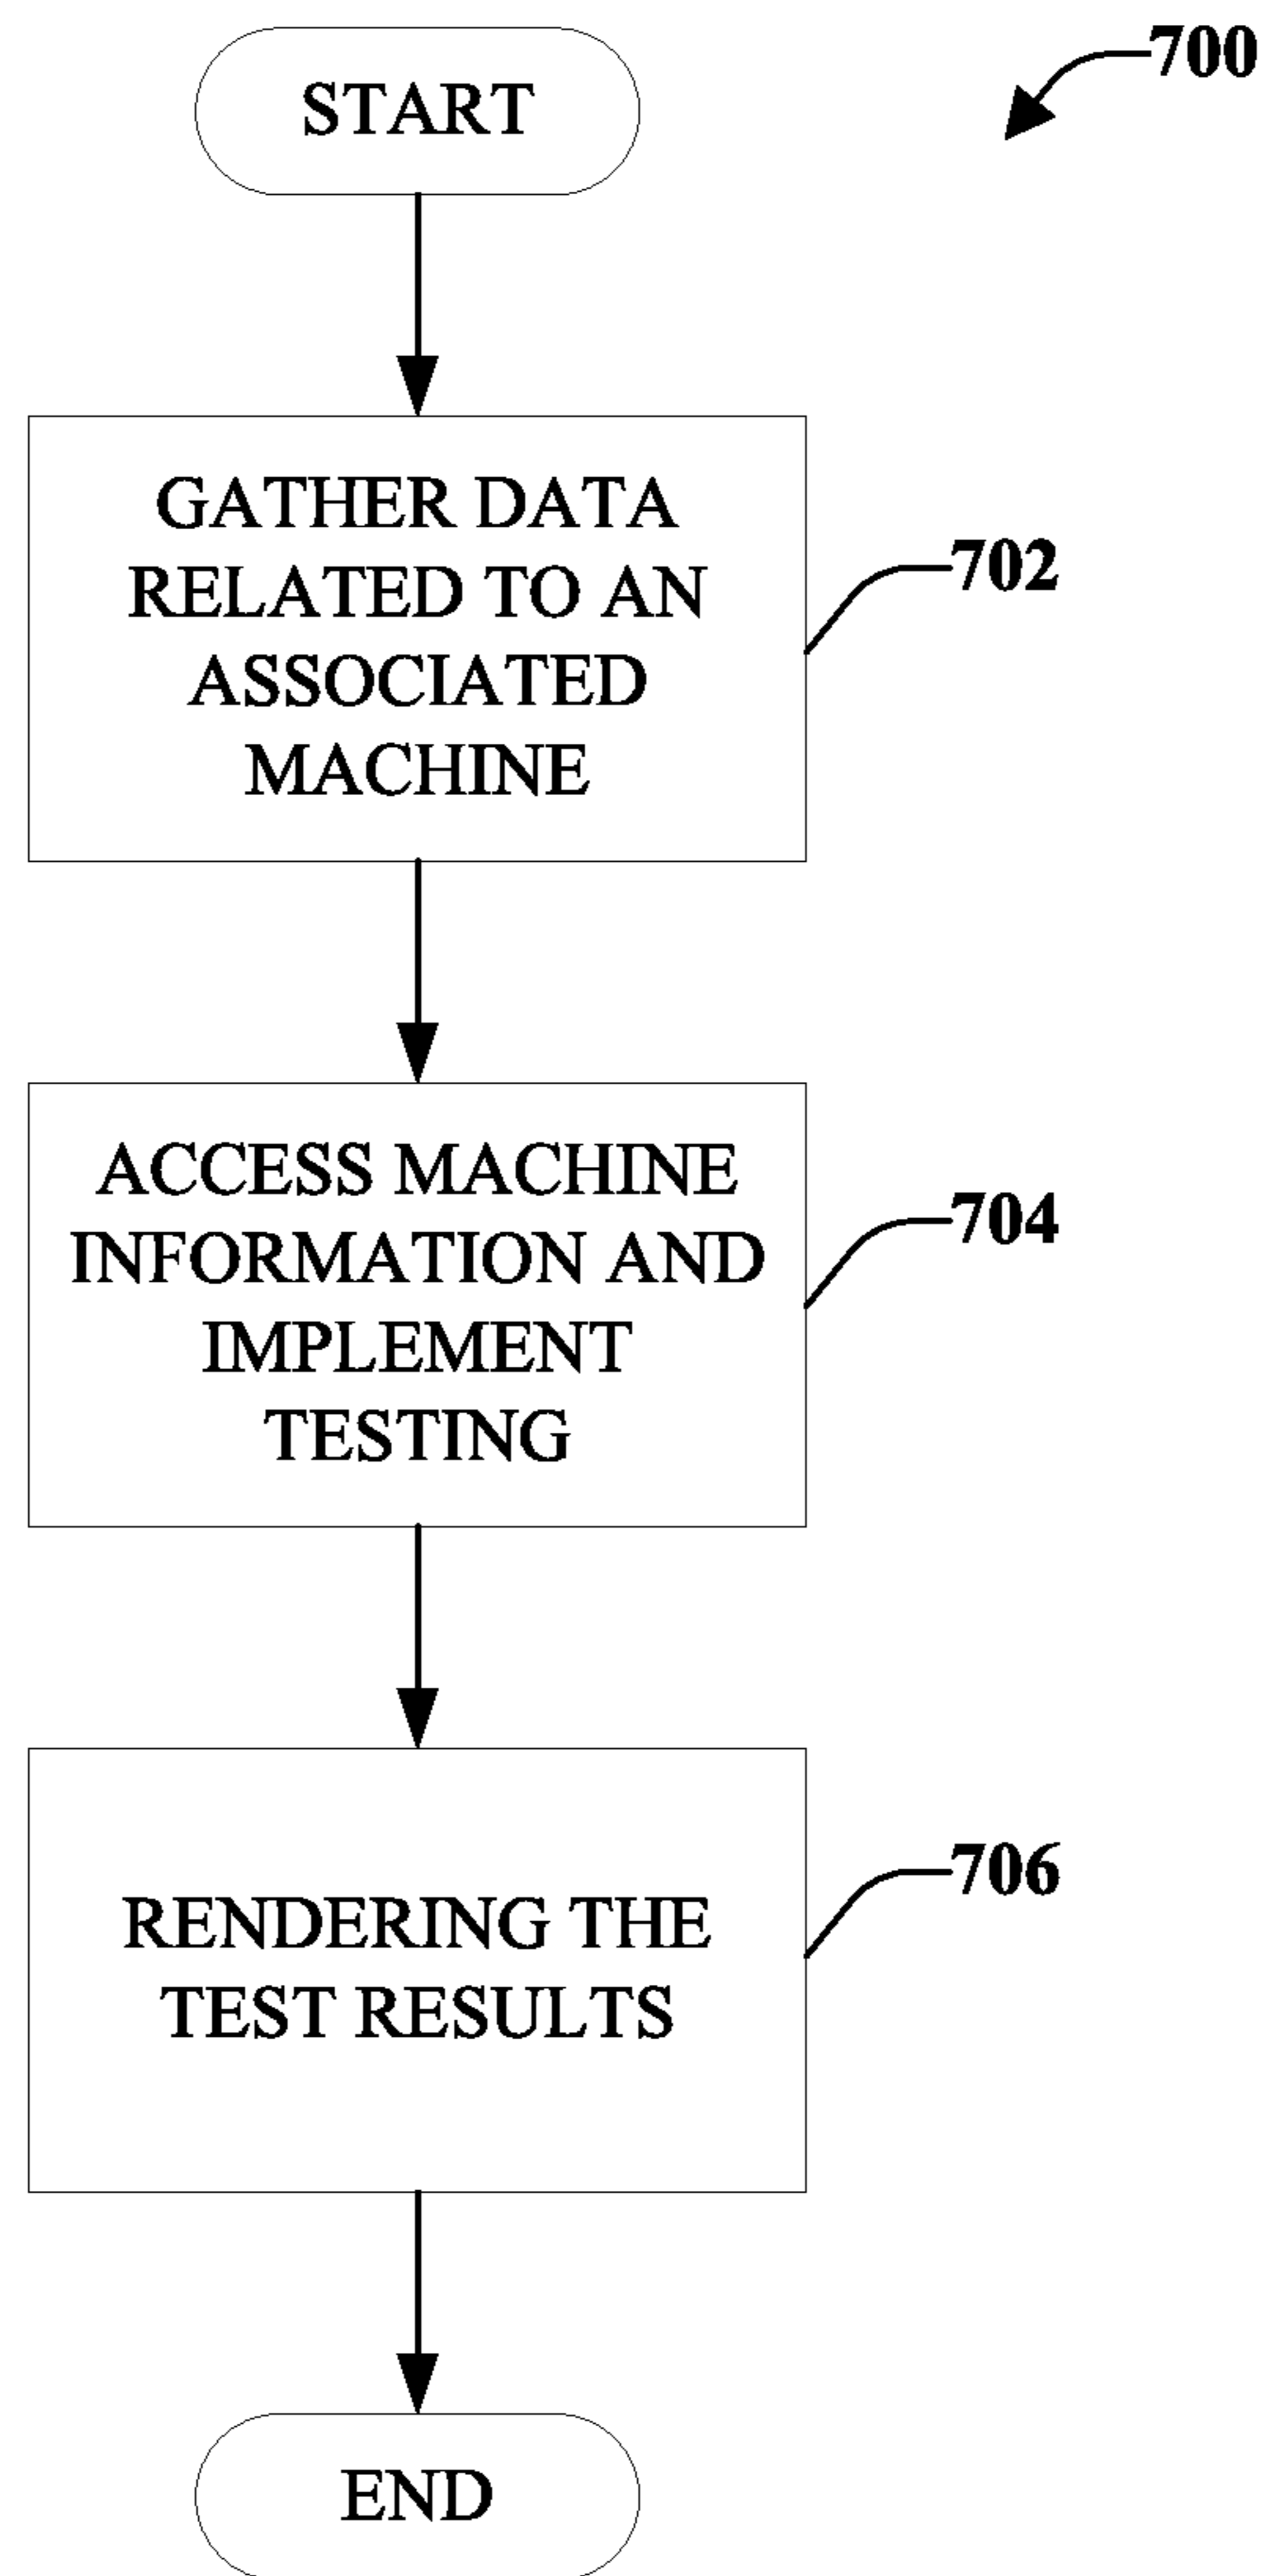 START
700
GATHER DATA
RELATED TO AN
ASSOCIATED
MACHINE
702
ACCESS MACHINE
INFORMATION AND
IMPLEMENT
TESTING
704
RENDERING THE
TEST RESULTS
706
END